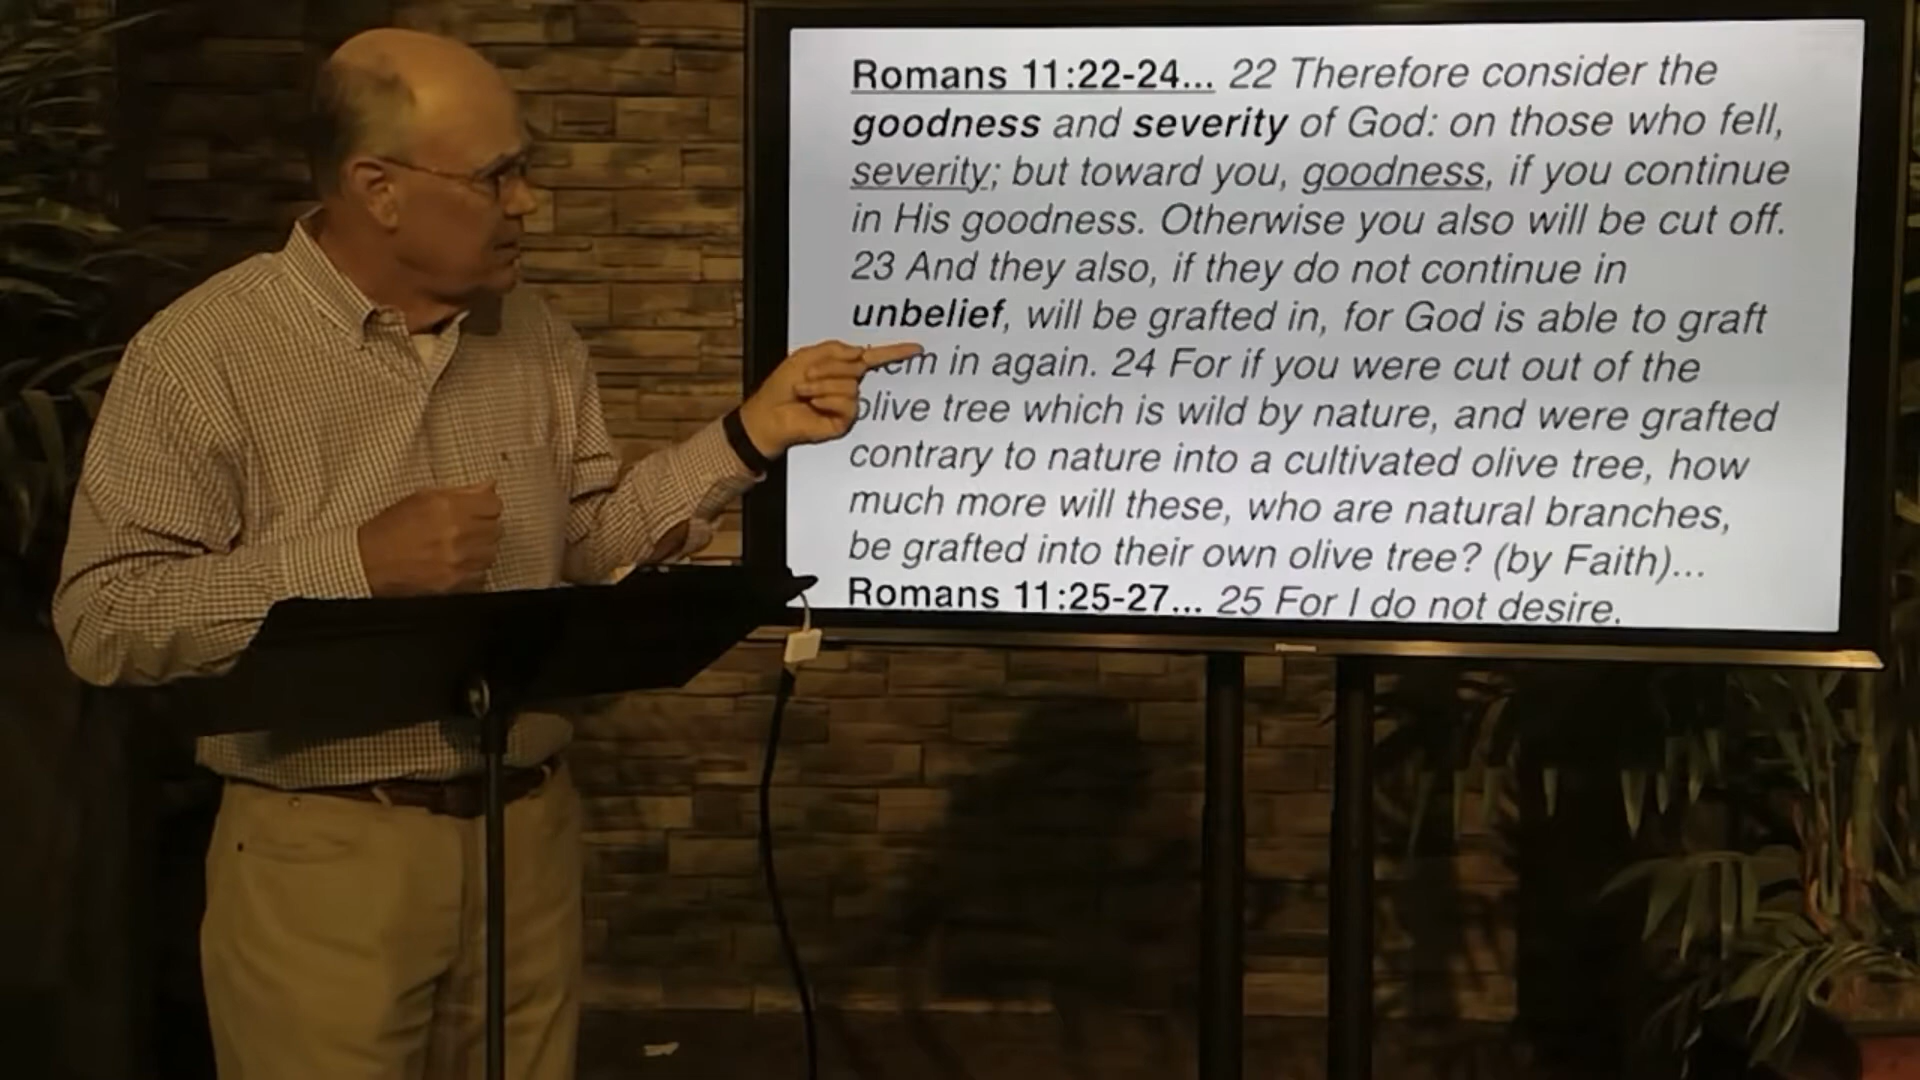 Romans 11:22-24... 22 Therefore consider the
goodness and severity of God: on those who fell,
severity; but toward you, goodness, if you continue
in His goodness. Otherwise you also will be cut off.
23 And they also, if they do not continue in
unbelief, will be grafted in, for God is able to graft
in again. 24 For if you were cut out of the
olive tree which is wild by nature, and were grafted
contrary to nature into a cultivated olive tree, how
much more will these, who are natural branches,
be grafted into their own olive tree? (by Faith)...
Romans 11:25-27... 25 For I do not desire.